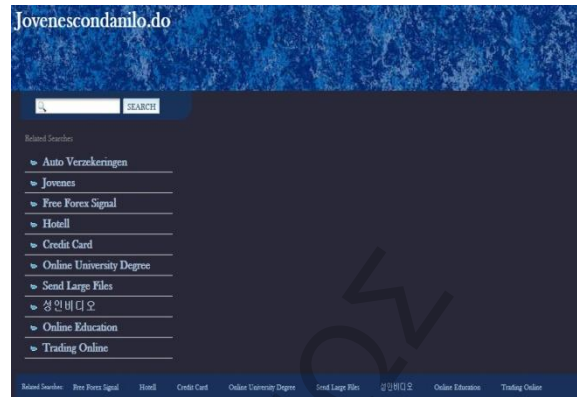 Jovenescondanilo.do
SEARCH
Related Searches
Auto Verzekeringen
Jovenes
Free Forex Signal
Hotell
Credit Card
Online University Degree
Send Large Files
성인비디오
Online Education
Trading Online
Related Searches: Free Forex Signal Hotell Credit Card Online University Degree Send Large Files 성인비디오 Online Education Trading Online